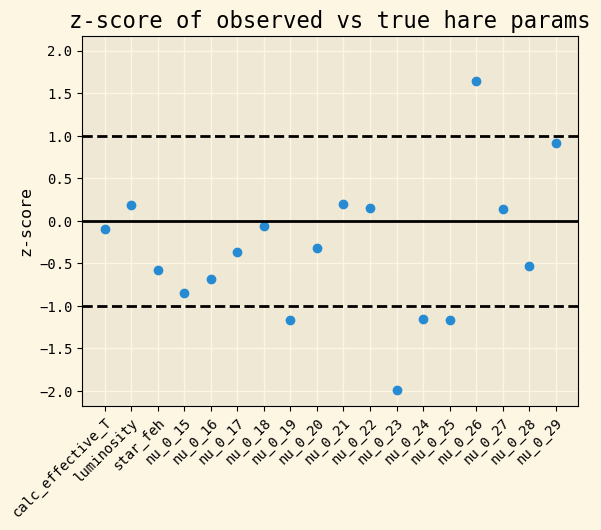 z-score of observed vs true hare params
z-score
2.0
1.5
1.0
0.5
0.0
−0.5
−1.0
−1.5
−2.0
calc_effective_T
luminosity
star_feh
nu_0_15
nu_0_16
nu_0_17
nu_0_18
nu_0_19
nu_0_20
nu_0_21
nu_0_22
nu_0_23
nu_0_24
nu_0_25
nu_0_26
nu_0_27
nu_0_28
nu_0_29